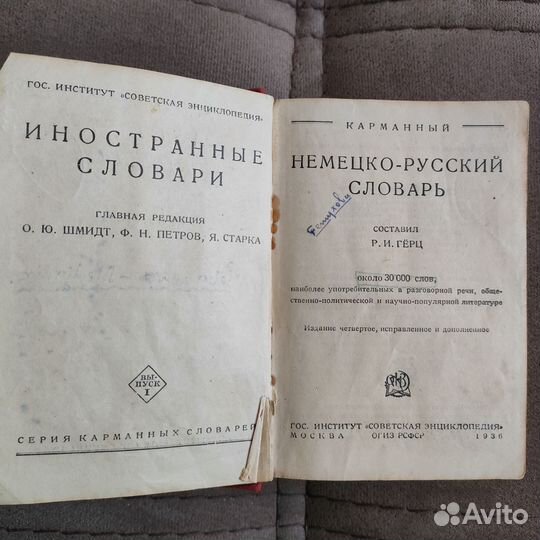 ГОС. ИНСТИТУТ «СОВЕТСКАЯ ЭНЦИКЛОПЕДИЯ»
ИНОСТРАННЫЕ
СЛОВАРИ
ГЛАВНАЯ РЕДАКЦИЯ
О. Ю. ШМИДТ, Ф. Н. ПЕТРОВ, Я. СТАРКА
ВЫ-
ПУСК
I
СЕРИЯ КАРМАННЫХ СЛОВАРЕЙ
КАРМАННЫЙ
НЕМЕЦКО-РУССКИЙ
СЛОВАРЬ
СОСТАВИЛ
Р. И. ГЁРЦ
около 30 000 слов,
наиболее употребительных в разговорной речи, обще-
ственно-политической и научно-популярной литературе
Издание четвертое, исправленное и дополненное
ГОС. ИНСТИТУТ «СОВЕТСКАЯ ЭНЦИКЛОПЕДИЯ»
МОСКВА ОГИЗ РСФСР 1936
Avito